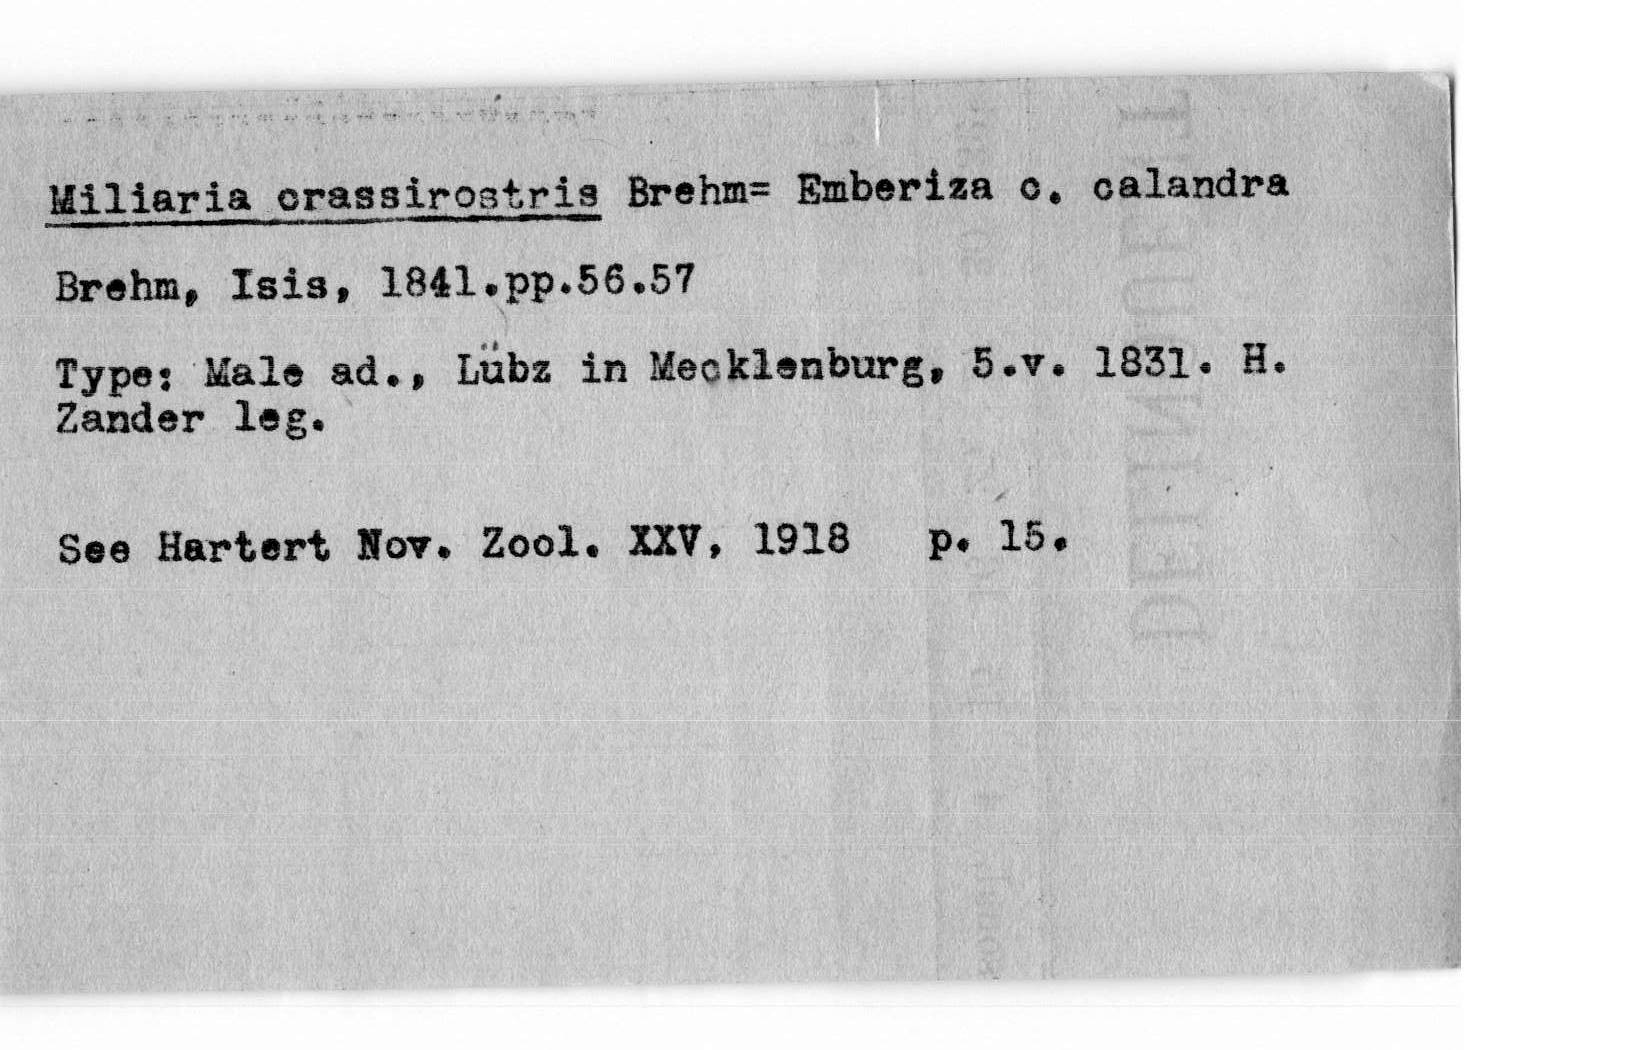 Miliaria crassirostris Brehm= Emberiza c. calandra
Brehm, Isis, 1841.pp.56.57
Type: Male ad., Lübz in Mecklenburg, 5.v. 1831. H.
Zander leg.
See Hartert Nov. Zool. XXV, 1918 p. 15.